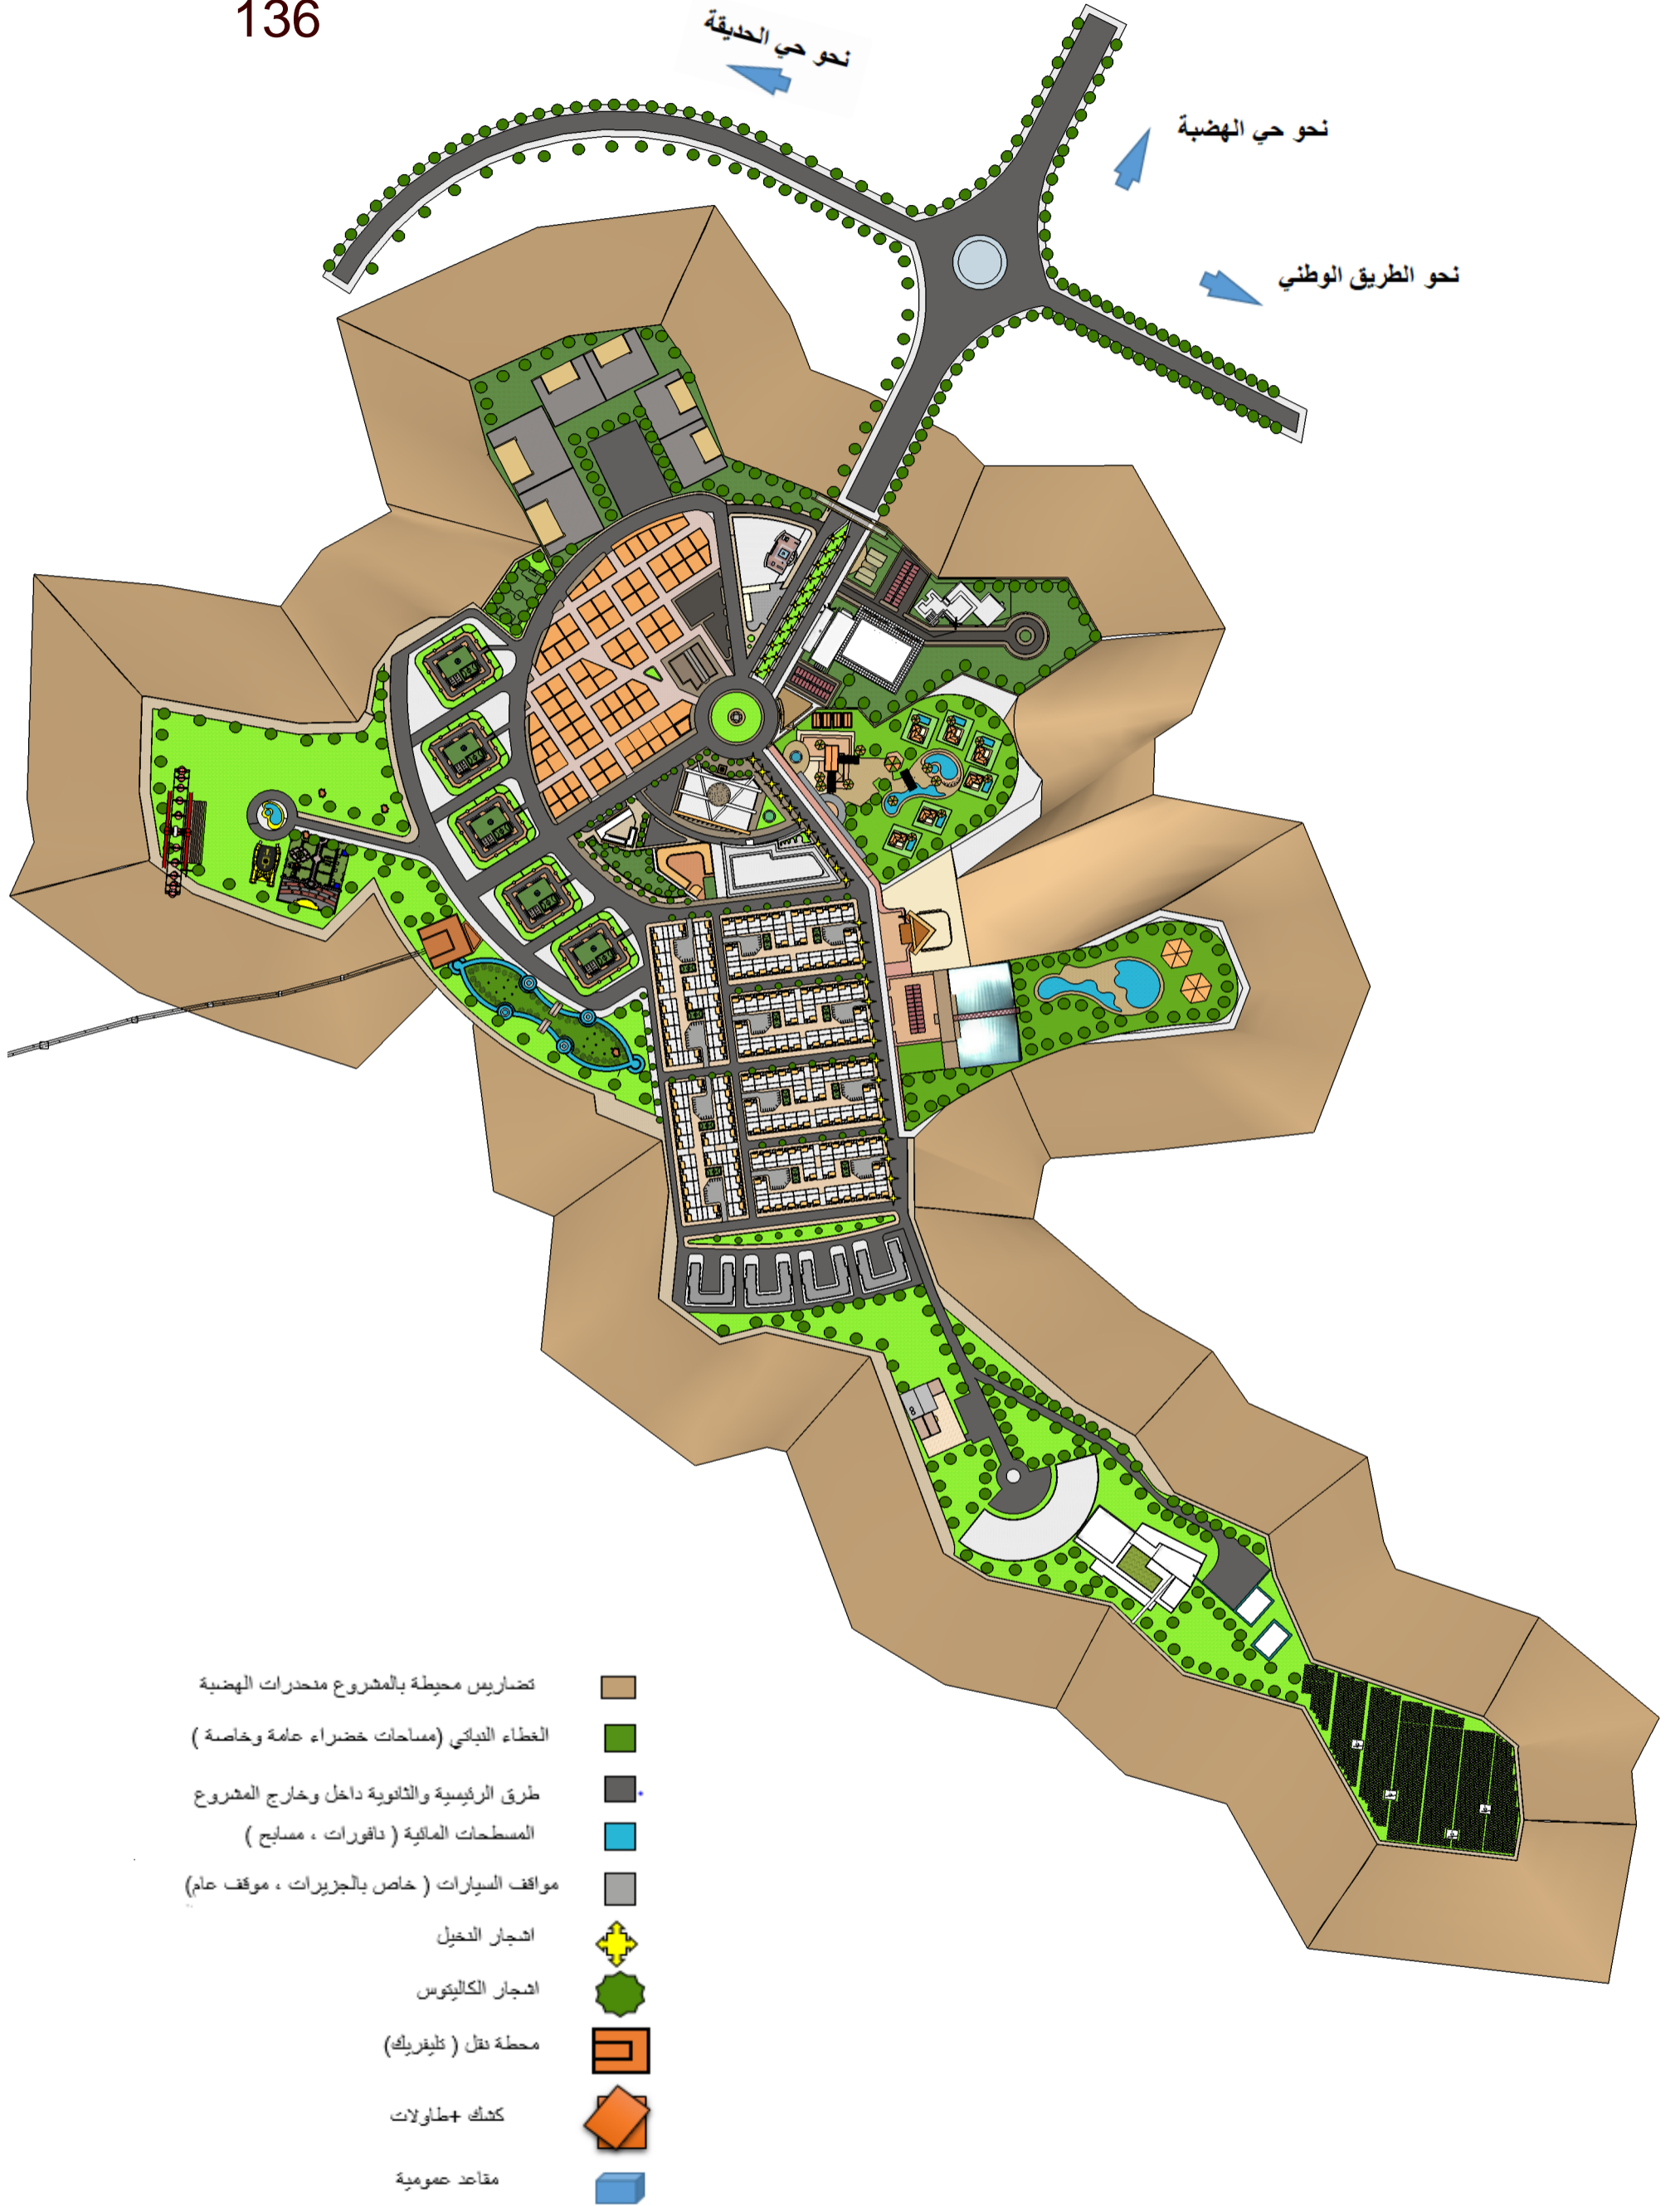 136
نحو حي الحديقة
نحو حي الهضبة
نحو الطريق الوطني
تضاريس محيطة بالمشروع منحدرات الهضبة
الغطاء النباتي (مساحات خضراء عامة وخاصة )
طرق الرئيسية والثانوية داخل وخارج المشروع
المسطحات المائية ( نافورات ، مسابح )
مواقف السيارات ( خاص بالجزيرات ، موقف عام)
اشجار النخيل
اشجار الكاليتوس
محطة نقل ( تليفريك)
كشك +طاولات
مقاعد عمومية